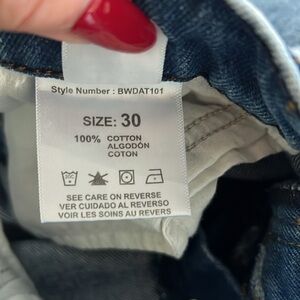 Style Number : BWDAT101
SIZE: 30
100% COTTON
ALGODÓN
COTON
SEE CARE ON REVERSE
VER CUIDADO AL REVERSO
VOIR LES SOINS AU REVERS